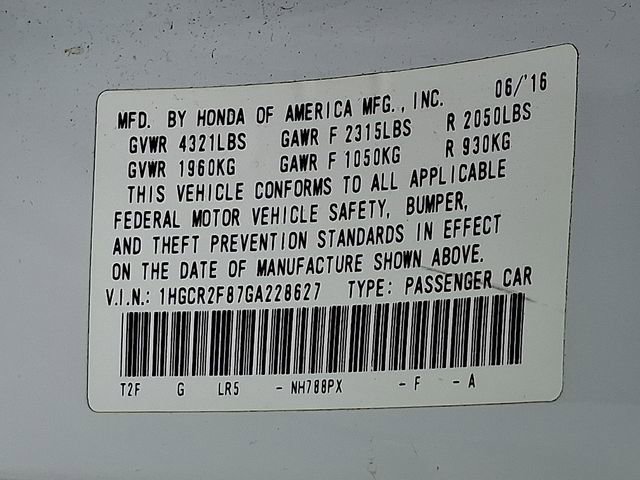 MFD. BY HONDA OF AMERICA MFG., INC. 06/'16
GVWR 4321LBS GAWR F 2315LBS R 2050LBS
GVWR 1960KG GAWR F 1050KG R 930KG
THIS VEHICLE CONFORMS TO ALL APPLICABLE
FEDERAL MOTOR VEHICLE SAFETY, BUMPER,
AND THEFT PREVENTION STANDARDS IN EFFECT
ON THE DATE OF MANUFACTURE SHOWN ABOVE.
V.I.N.: 1HGCR2F87GA228627 TYPE: PASSENGER CAR
T2F G LR5 - NH788PX - F - A